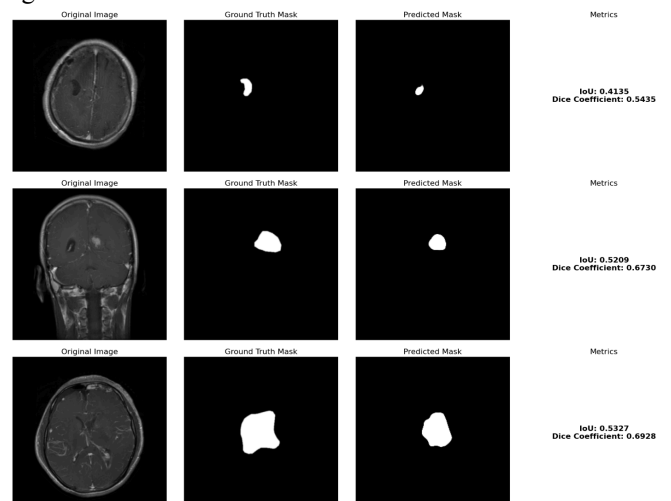 Original Image Ground Truth Mask Predicted Mask Metrics
IoU: 0.4135
Dice Coefficient: 0.5435
Original Image Ground Truth Mask Predicted Mask Metrics
IoU: 0.5209
Dice Coefficient: 0.6730
Original Image Ground Truth Mask Predicted Mask Metrics
IoU: 0.5327
Dice Coefficient: 0.6928